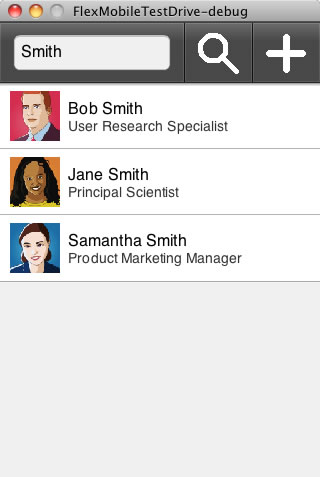 FlexMobileTestDrive-debug
Smith
Bob Smith
User Research Specialist
Jane Smith
Principal Scientist
Samantha Smith
Product Marketing Manager